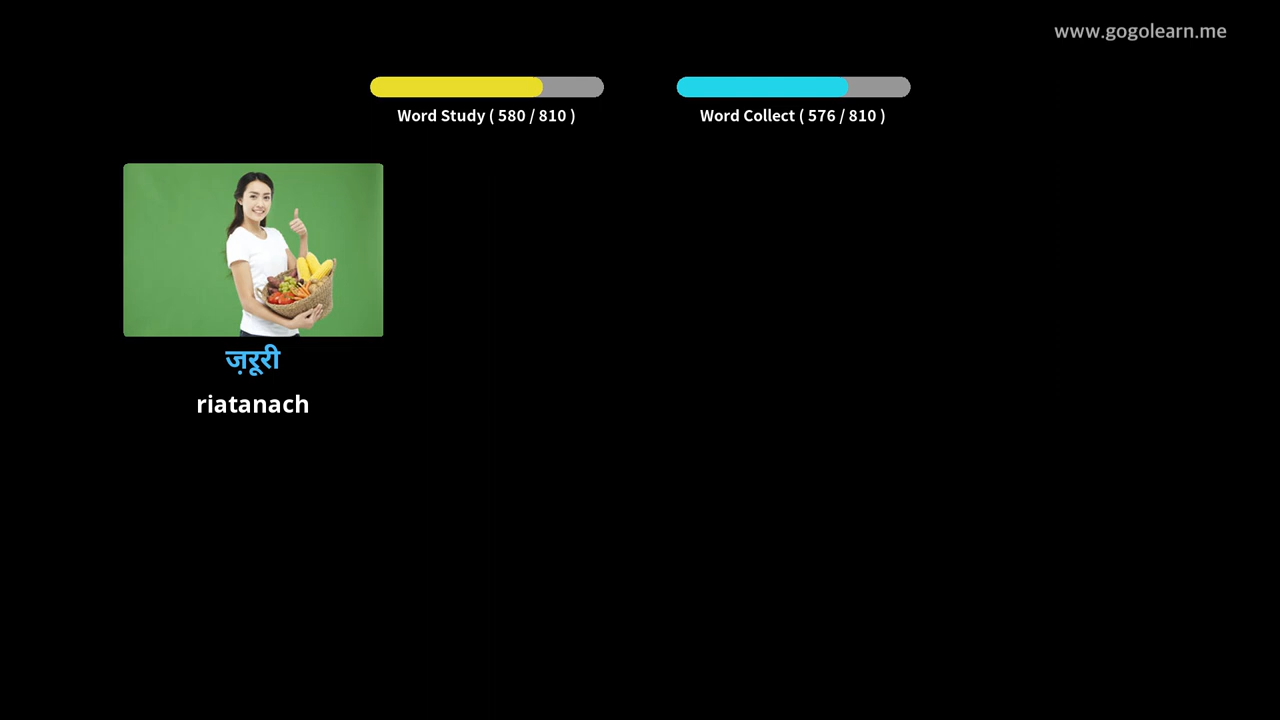 www.gogolearn.me
Word Study ( 580 / 810 )
Word Collect ( 576 / 810 )
ज़रूरी
riatanach